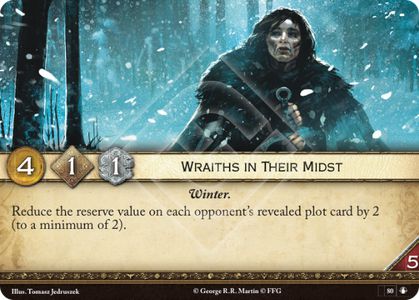 4 1 1 Wraiths in Their Midst
Winter.
Reduce the reserve value on each opponent's revealed plot card by 2
(to a minimum of 2).
5
Illus. Tomasz Jedruszek © George R.R. Martin © FFG 80